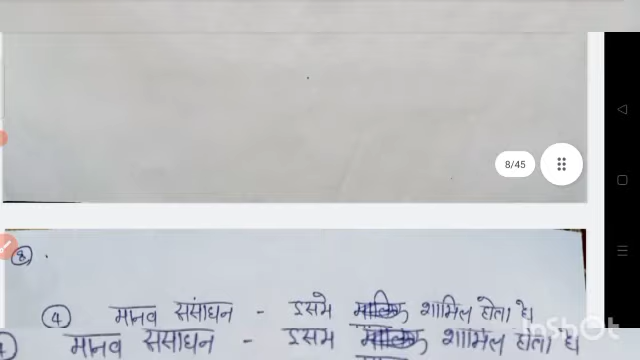 8/45
8.
4 मानव संसाधन - इसमे मालिक शामिल होता है
मानव संसाधन - इसमे मालिक शामिल होता है
InShot